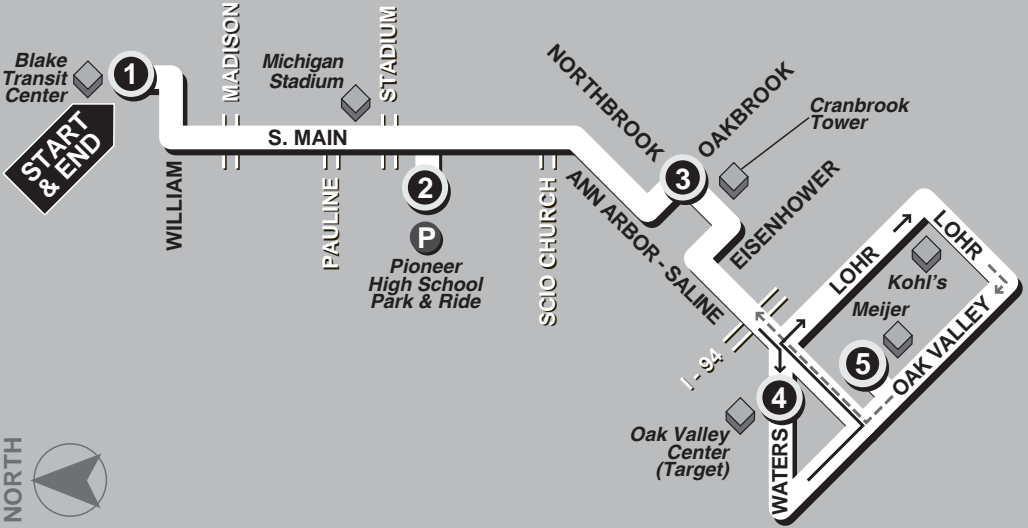 Blake
Transit
Center
1
START
& END
WILLIAM
MADISON
S. MAIN
Michigan
Stadium
STADIUM
PAULINE
2
P
Pioneer
High School
Park & Ride
SCIO CHURCH
ANN ARBOR - SALINE
NORTHBROOK
OAKBROOK
3
Cranbrook
Tower
EISENHOWER
I - 94
LOHR
LOHR
Kohl's
Meijer
5
OAK VALLEY
4
Oak Valley
Center
(Target)
WATERS
NORTH